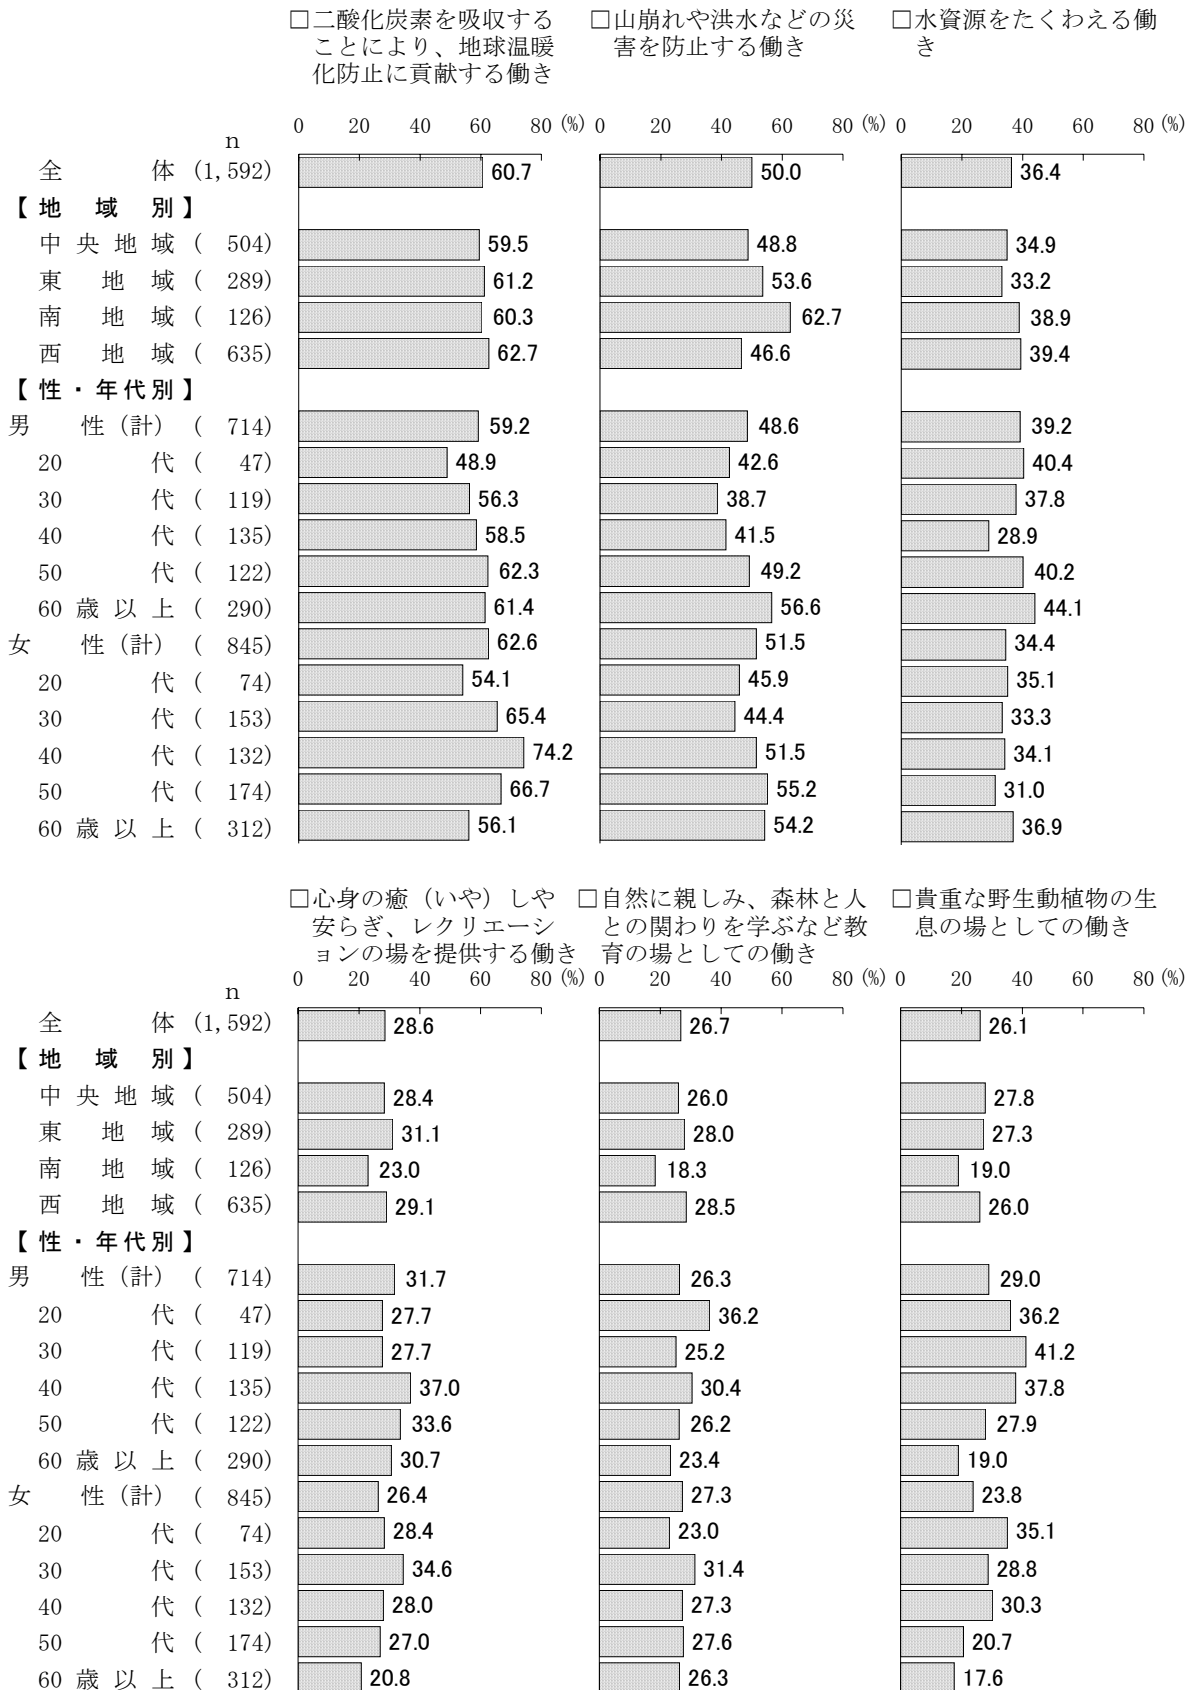 □二酸化炭素を吸収する
ことにより、地球温暖
化防止に貢献する働き
□山崩れや洪水などの災
害を防止する働き
□水資源をたくわえる働
き
n 0 20 40 60 80 (%) 0 20 40 60 80 (%) 0 20 40 60 80 (%)
全体 (1,592) 60.7 50.0 36.4
【地域別】
中央地域 ( 504) 59.5 48.8 34.9
東地域 ( 289) 61.2 53.6 33.2
南地域 ( 126) 60.3 62.7 38.9
西地域 ( 635) 62.7 46.6 39.4
【性・年代別】
男性(計) ( 714) 59.2 48.6 39.2
20代 ( 47) 48.9 42.6 40.4
30代 ( 119) 56.3 38.7 37.8
40代 ( 135) 58.5 41.5 28.9
50代 ( 122) 62.3 49.2 40.2
60歳以上 ( 290) 61.4 56.6 44.1
女性(計) ( 845) 62.6 51.5 34.4
20代 ( 74) 54.1 45.9 35.1
30代 ( 153) 65.4 44.4 33.3
40代 ( 132) 74.2 51.5 34.1
50代 ( 174) 66.7 55.2 31.0
60歳以上 ( 312) 56.1 54.2 36.9
□心身の癒(いや)しや
安らぎ、レクリエーシ
ョンの場を提供する働き
□自然に親しみ、森林と人
との関わりを学ぶなど教
育の場としての働き
□貴重な野生動植物の生
息の場としての働き
n 0 20 40 60 80 (%) 0 20 40 60 80 (%) 0 20 40 60 80 (%)
全体 (1,592) 28.6 26.7 26.1
【地域別】
中央地域 ( 504) 28.4 26.0 27.8
東地域 ( 289) 31.1 28.0 27.3
南地域 ( 126) 23.0 18.3 19.0
西地域 ( 635) 29.1 28.5 26.0
【性・年代別】
男性(計) ( 714) 31.7 26.3 29.0
20代 ( 47) 27.7 36.2 36.2
30代 ( 119) 27.7 25.2 41.2
40代 ( 135) 37.0 30.4 37.8
50代 ( 122) 33.6 26.2 27.9
60歳以上 ( 290) 30.7 23.4 19.0
女性(計) ( 845) 26.4 27.3 23.8
20代 ( 74) 28.4 23.0 35.1
30代 ( 153) 34.6 31.4 28.8
40代 ( 132) 28.0 27.3 30.3
50代 ( 174) 27.0 27.6 20.7
60歳以上 ( 312) 20.8 26.3 17.6